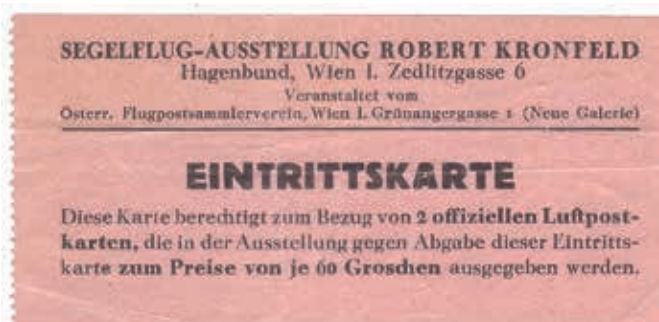 SEGELFLUG-AUSSTELLUNG ROBERT KRONFELD
Hagenbund, Wien I. Zedlitzgasse 6
Veranstaltet vom
Österr. Flugpostsammlerverein, Wien I. Grünangergasse 1 (Neue Galerie)
EINTRITTSKARTE
Diese Karte berechtigt zum Bezug von 2 offiziellen Luftpost-
karten, die in der Ausstellung gegen Abgabe dieser Eintritts-
karte zum Preise von je 60 Groschen ausgegeben werden.